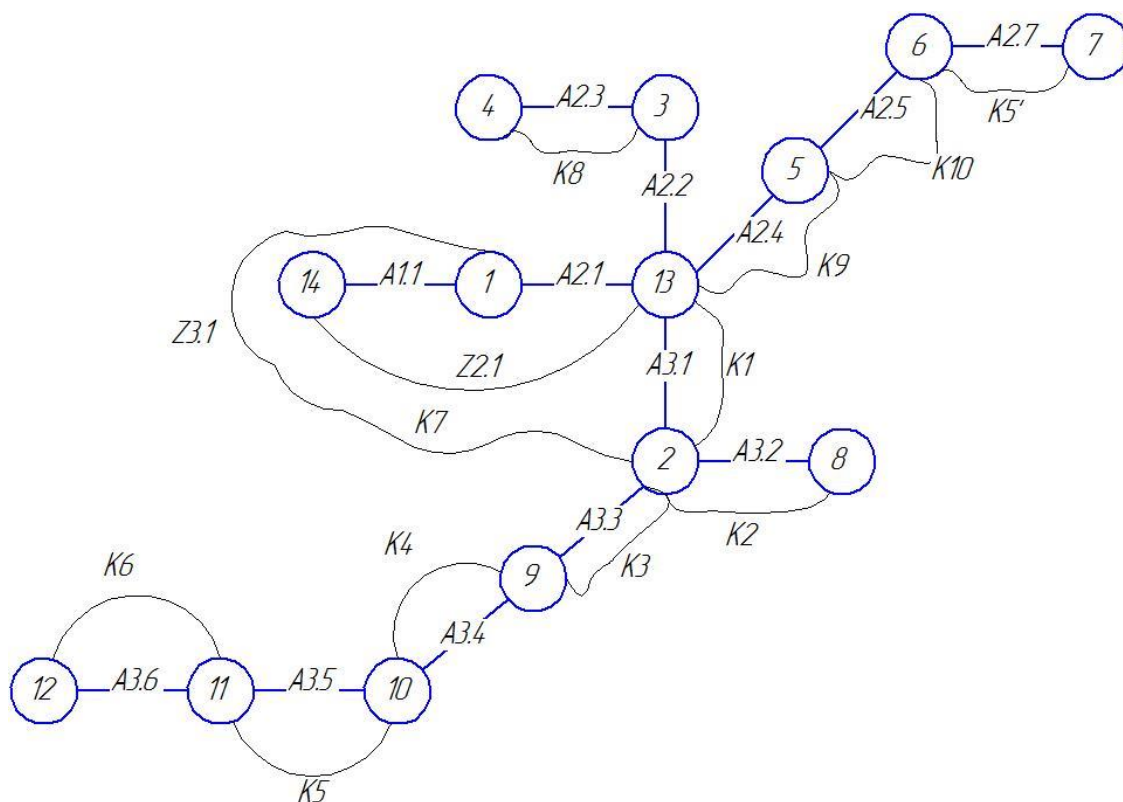 6 A2.7 7
4 A2.3 3
A2.5 K5'
K8 5 K10
A2.2
A2.4
K9
14 A1.1 1 A2.1 13
Z3.1
Z2.1 A3.1 K1
K7
2 A3.2 8
A3.3
K2
K4 K3
K6 9
A3.4
12 A3.6 11 A3.5 10
K5